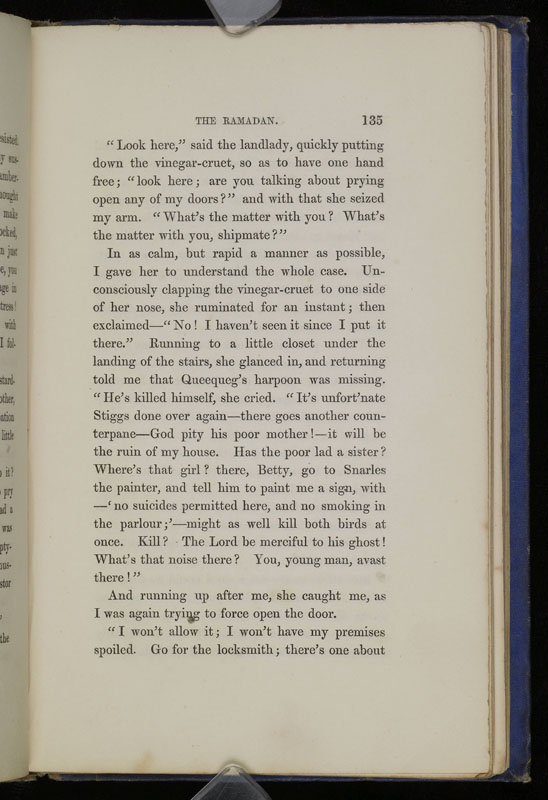 THE RAMADAN. 135
“Look here,” said the landlady, quickly putting
down the vinegar-cruet, so as to have one hand
free; “look here; are you talking about prying
open any of my doors?” and with that she seized
my arm. “What’s the matter with you? What’s
the matter with you, shipmate?”
In as calm, but rapid a manner as possible,
I gave her to understand the whole case. Un-
consciously clapping the vinegar-cruet to one side
of her nose, she ruminated for an instant; then
exclaimed—“No! I haven’t seen it since I put it
there.” Running to a little closet under the
landing of the stairs, she glanced in, and returning
told me that Queequeg’s harpoon was missing.
“He’s killed himself, she cried. “It’s unfort’nate
Stiggs done over again—there goes another coun-
terpane—God pity his poor mother!—it will be
the ruin of my house. Has the poor lad a sister?
Where’s that girl? there, Betty, go to Snarles
the painter, and tell him to paint me a sign, with
—‘no suicides permitted here, and no smoking in
the parlour;’—might as well kill both birds at
once. Kill? The Lord be merciful to his ghost!
What’s that noise there? You, young man, avast
there!”
And running up after me, she caught me, as
I was again trying to force open the door.
“I won’t allow it; I won’t have my premises
spoiled. Go for the locksmith; there’s one about